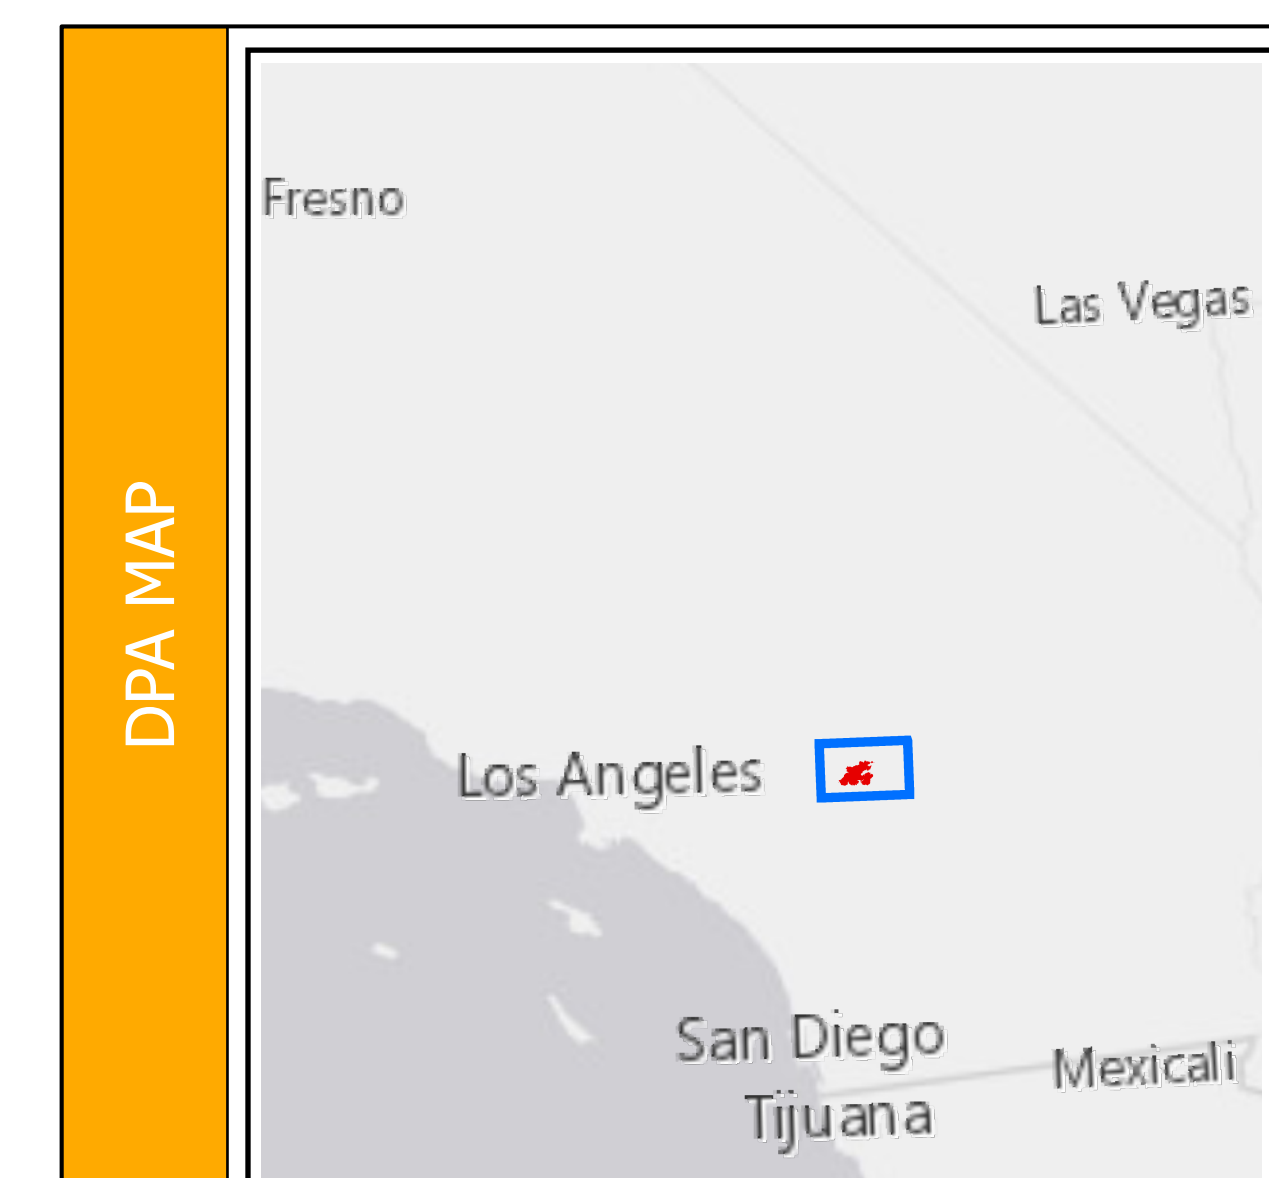 DPA MAP
Fresno
Las Vegas
Los Angeles
San Diego
Mexicali
Tijuana